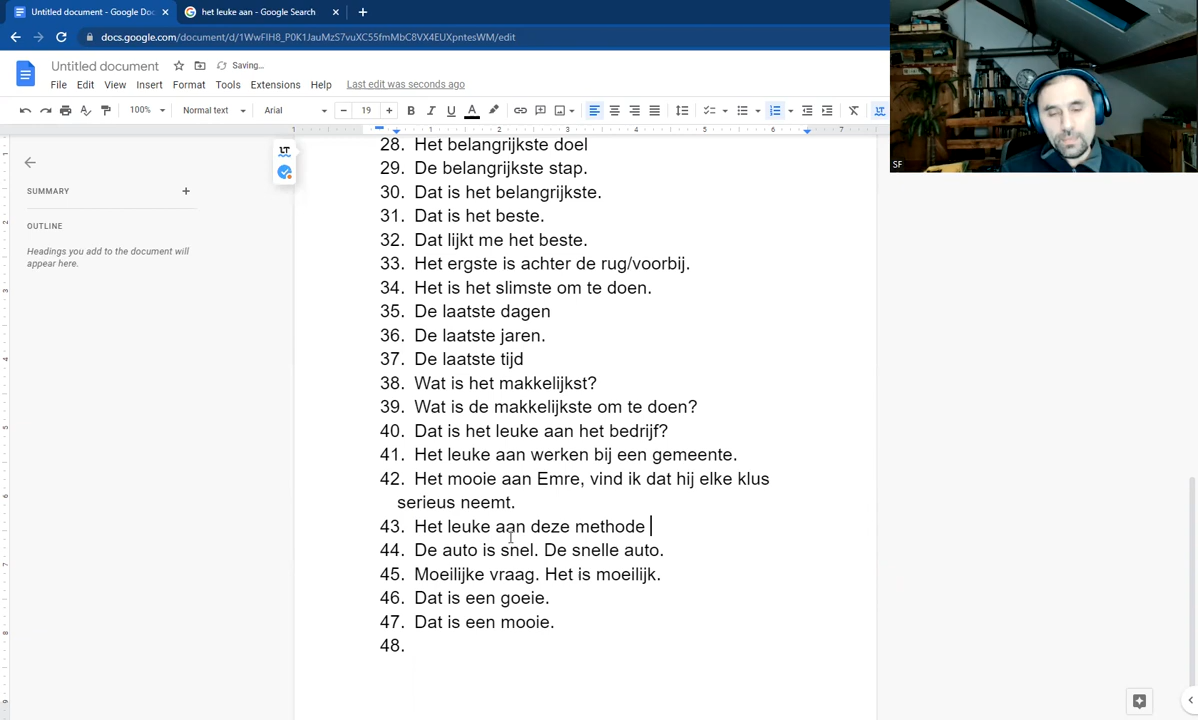 Untitled document - Google Doc
het leuke aan - Google Search
docs.google.com/document/d/1WwFIH8_P0K1JauMzS7vuXC55fmMbC8VX4EUXpntesWM/edit
Untitled document
Saving…
File Edit View Insert Format Tools Extensions Help Last edit was seconds ago
100% Normal text Arial 19 B I U A
1 1 2 3 4 5 6 7
SF
SUMMARY
OUTLINE
Headings you add to the document will
appear here.
28. Het belangrijkste doel
29. De belangrijkste stap.
30. Dat is het belangrijkste.
31. Dat is het beste.
32. Dat lijkt me het beste.
33. Het ergste is achter de rug/voorbij.
34. Het is het slimste om te doen.
35. De laatste dagen
36. De laatste jaren.
37. De laatste tijd
38. Wat is het makkelijkst?
39. Wat is de makkelijkste om te doen?
40. Dat is het leuke aan het bedrijf?
41. Het leuke aan werken bij een gemeente.
42. Het mooie aan Emre, vind ik dat hij elke klus
serieus neemt.
43. Het leuke aan deze methode
44. De auto is snel. De snelle auto.
45. Moeilijke vraag. Het is moeilijk.
46. Dat is een goeie.
47. Dat is een mooie.
48.